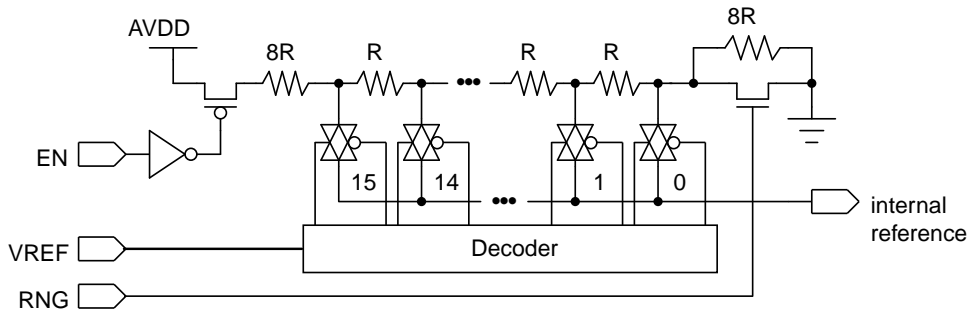 8R
AVDD
8R
R
R
R
EN
15
14
1
0
internal
reference
VREF
Decoder
RNG